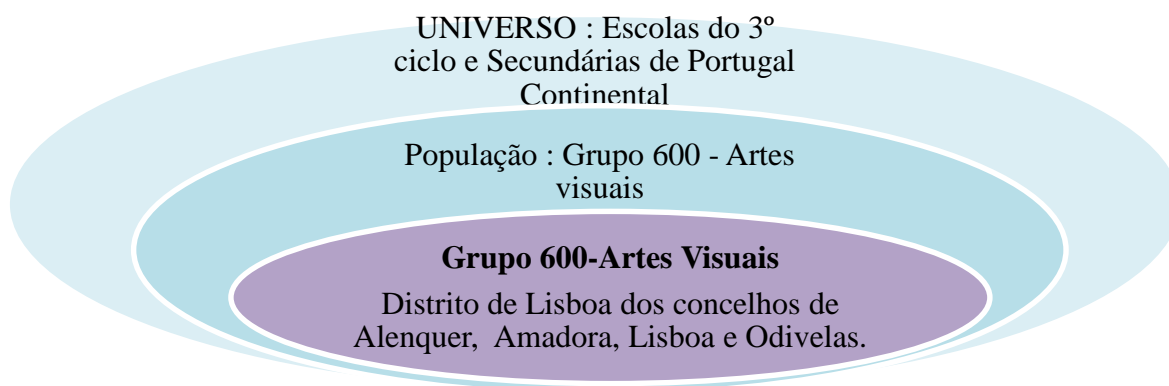 UNIVERSO : Escolas do 3º
ciclo e Secundárias de Portugal
Continental
População : Grupo 600 - Artes
visuais
Grupo 600-Artes Visuais
Distrito de Lisboa dos concelhos de
Alenquer, Amadora, Lisboa e Odivelas.